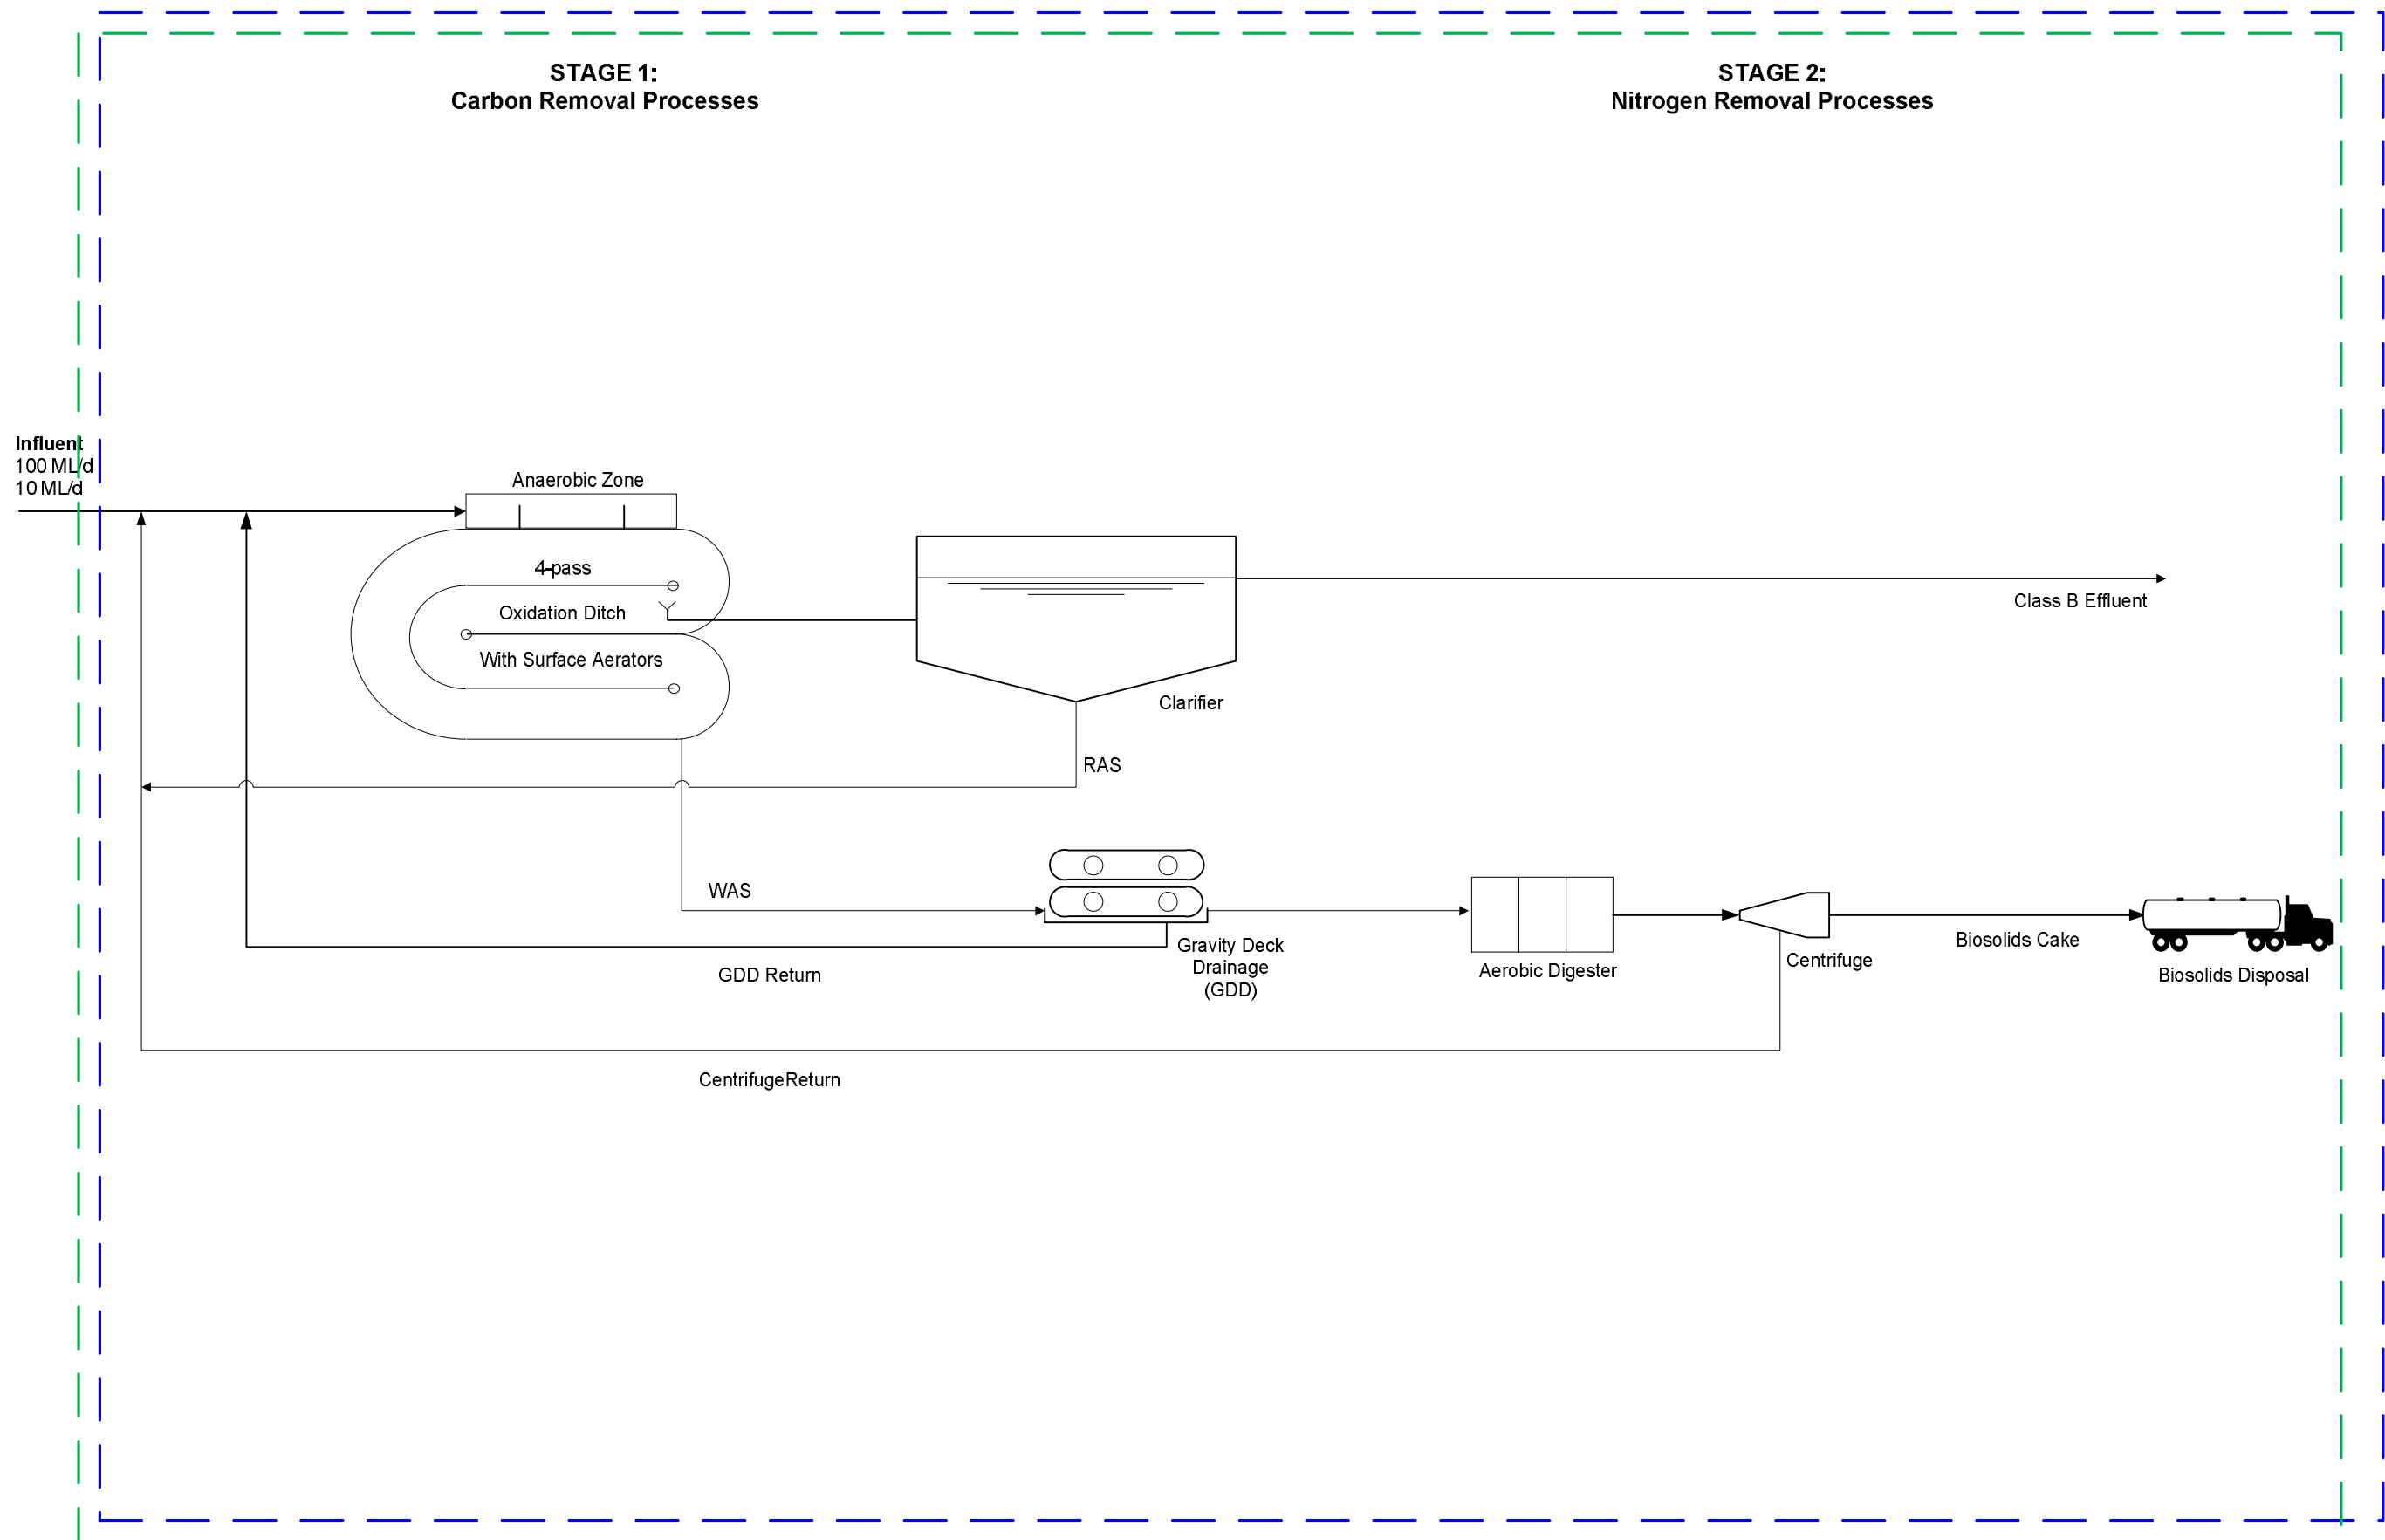 STAGE 1:
Carbon Removal Processes
STAGE 2:
Nitrogen Removal Processes
Influent
100 ML/d
10 ML/d
Anaerobic Zone
4-pass
Oxidation Ditch
With Surface Aerators
Class B Effluent
Clarifier
RAS
WAS
Gravity Deck
Drainage
(GDD)
GDD Return
Aerobic Digester
Centrifuge
Biosolids Cake
Biosolids Disposal
CentrifugeReturn